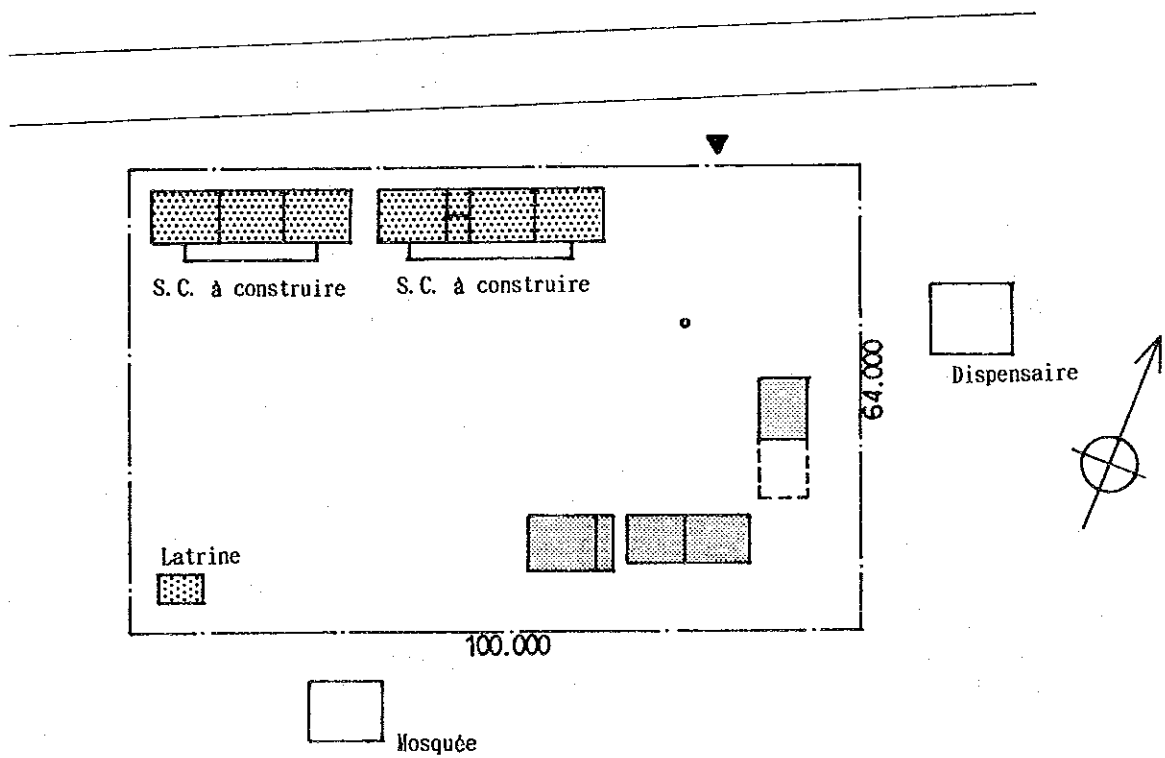 S.C. à construire
S.C. à construire
64.000
Dispensaire
Latrine
100.000
Mosquée